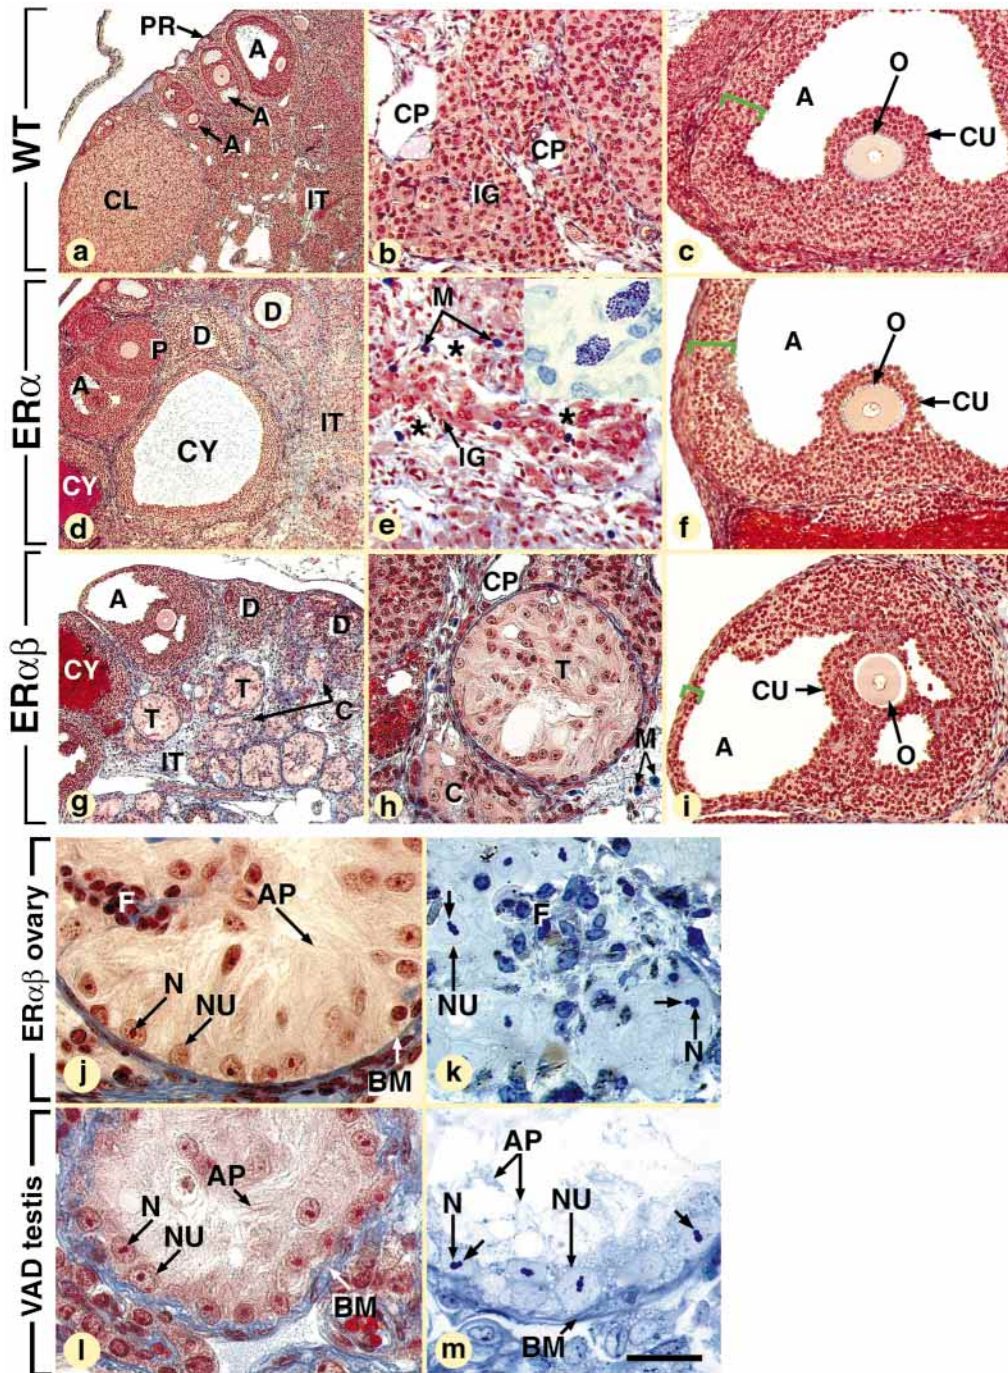 WT
PR
A
A
A
CL
IT
a
CP
CP
IG
b
O
A
CU
c
ERα
D
D
P
A
CY
IT
CY
d
M
*
*
*
IG
e
O
A
CU
f
ERαβ
A
D
D
CY
T
T
C
IT
g
CP
T
M
C
h
CU
A
O
i
ERαβ ovary
F
AP
N
NU
BM
j
F
NU
N
k
VAD testis
AP
N
NU
BM
l
AP
N
NU
BM
m